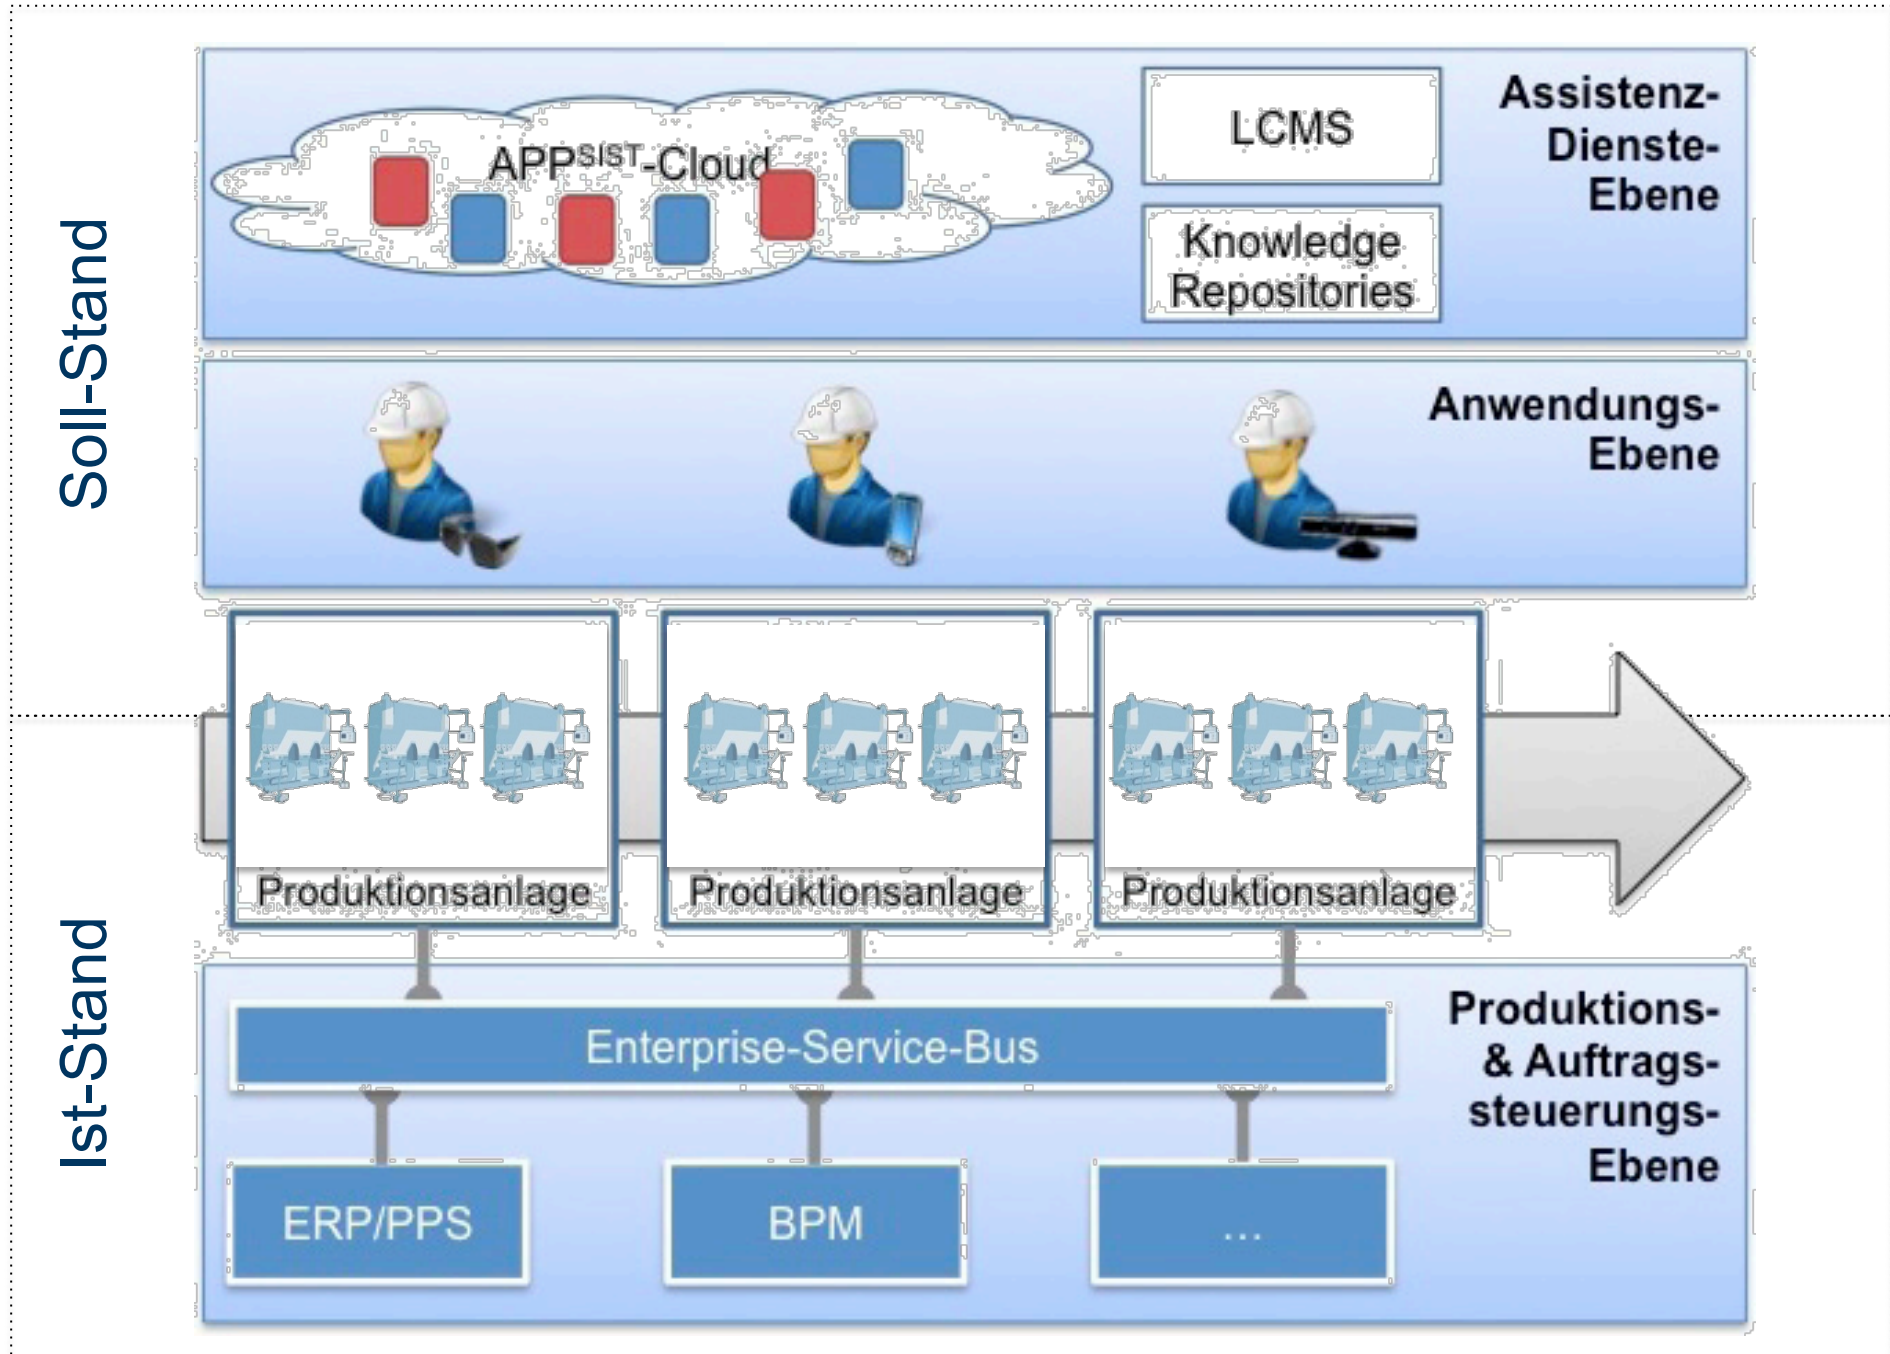 Soll-Stand
APPSIST-Cloud
LCMS
Knowledge
Repositories
Assistenz-
Dienste-
Ebene
Anwendungs-
Ebene
Produktionsanlage
Produktionsanlage
Produktionsanlage
Ist-Stand
Enterprise-Service-Bus
Produktions-
& Auftrags-
steuerungs-
Ebene
ERP/PPS
BPM
...